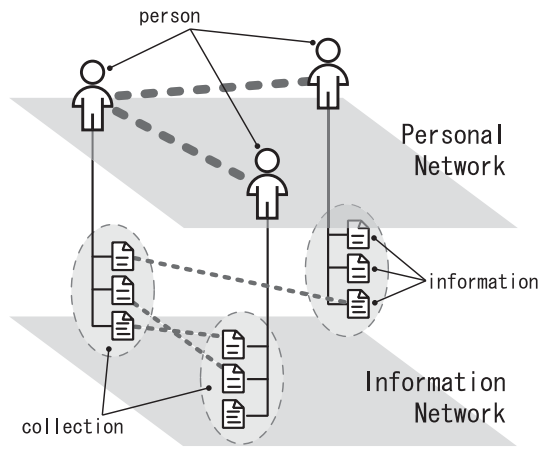 person
Personal
Network
information
Information
Network
collection